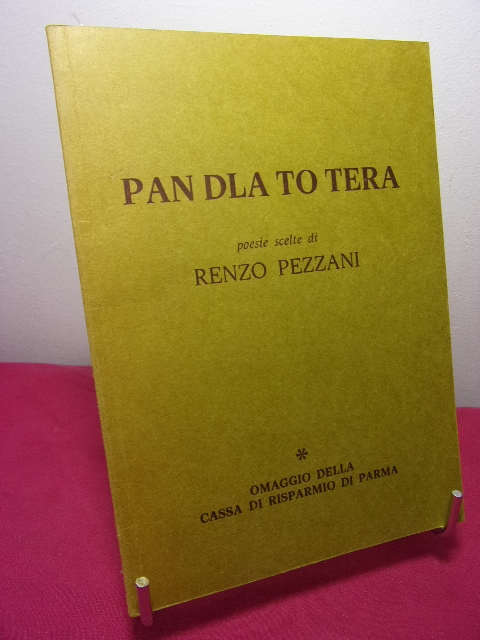 PAN DLA TO TERA
poesie scelte di
RENZO PEZZANI
*
OMAGGIO DELLA
CASSA DI RISPARMIO DI PARMA